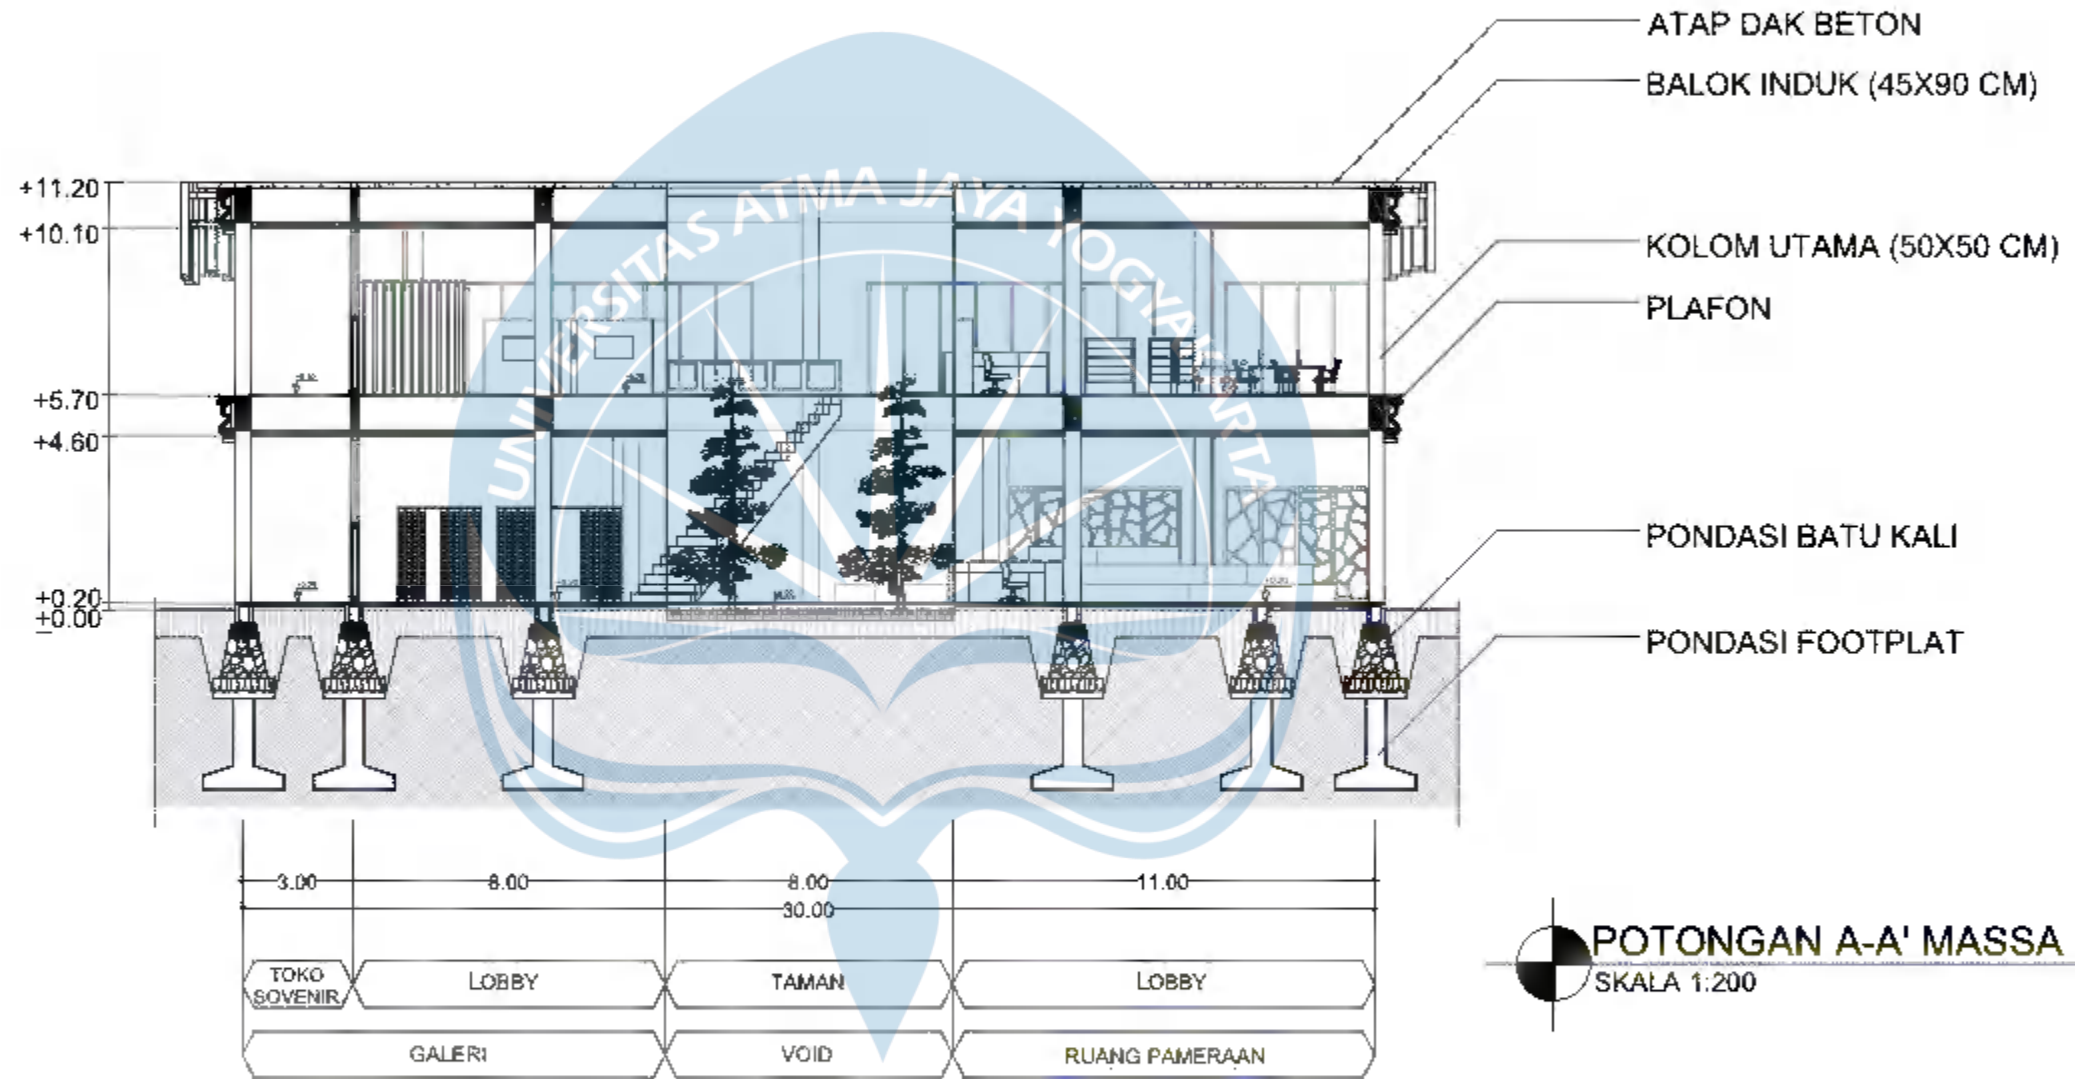 ATAP DAK BETON
BALOK INDUK (45X90 CM)
UNIVERSITAS ATMA JAYA YOGYAKARTA
+11.20
+10.10
KOLOM UTAMA (50X50 CM)
PLAFON
+5.70
+4.60
PONDASI BATU KALI
+0.20
+0.00
PONDASI FOOTPLAT
3.00
8.00
8.00
11.00
30.00
POTONGAN A-A' MASSA
SKALA 1:200
TOKO
SOVENIR
LOBBY
TAMAN
LOBBY
GALERI
VOID
RUANG PAMERAAN